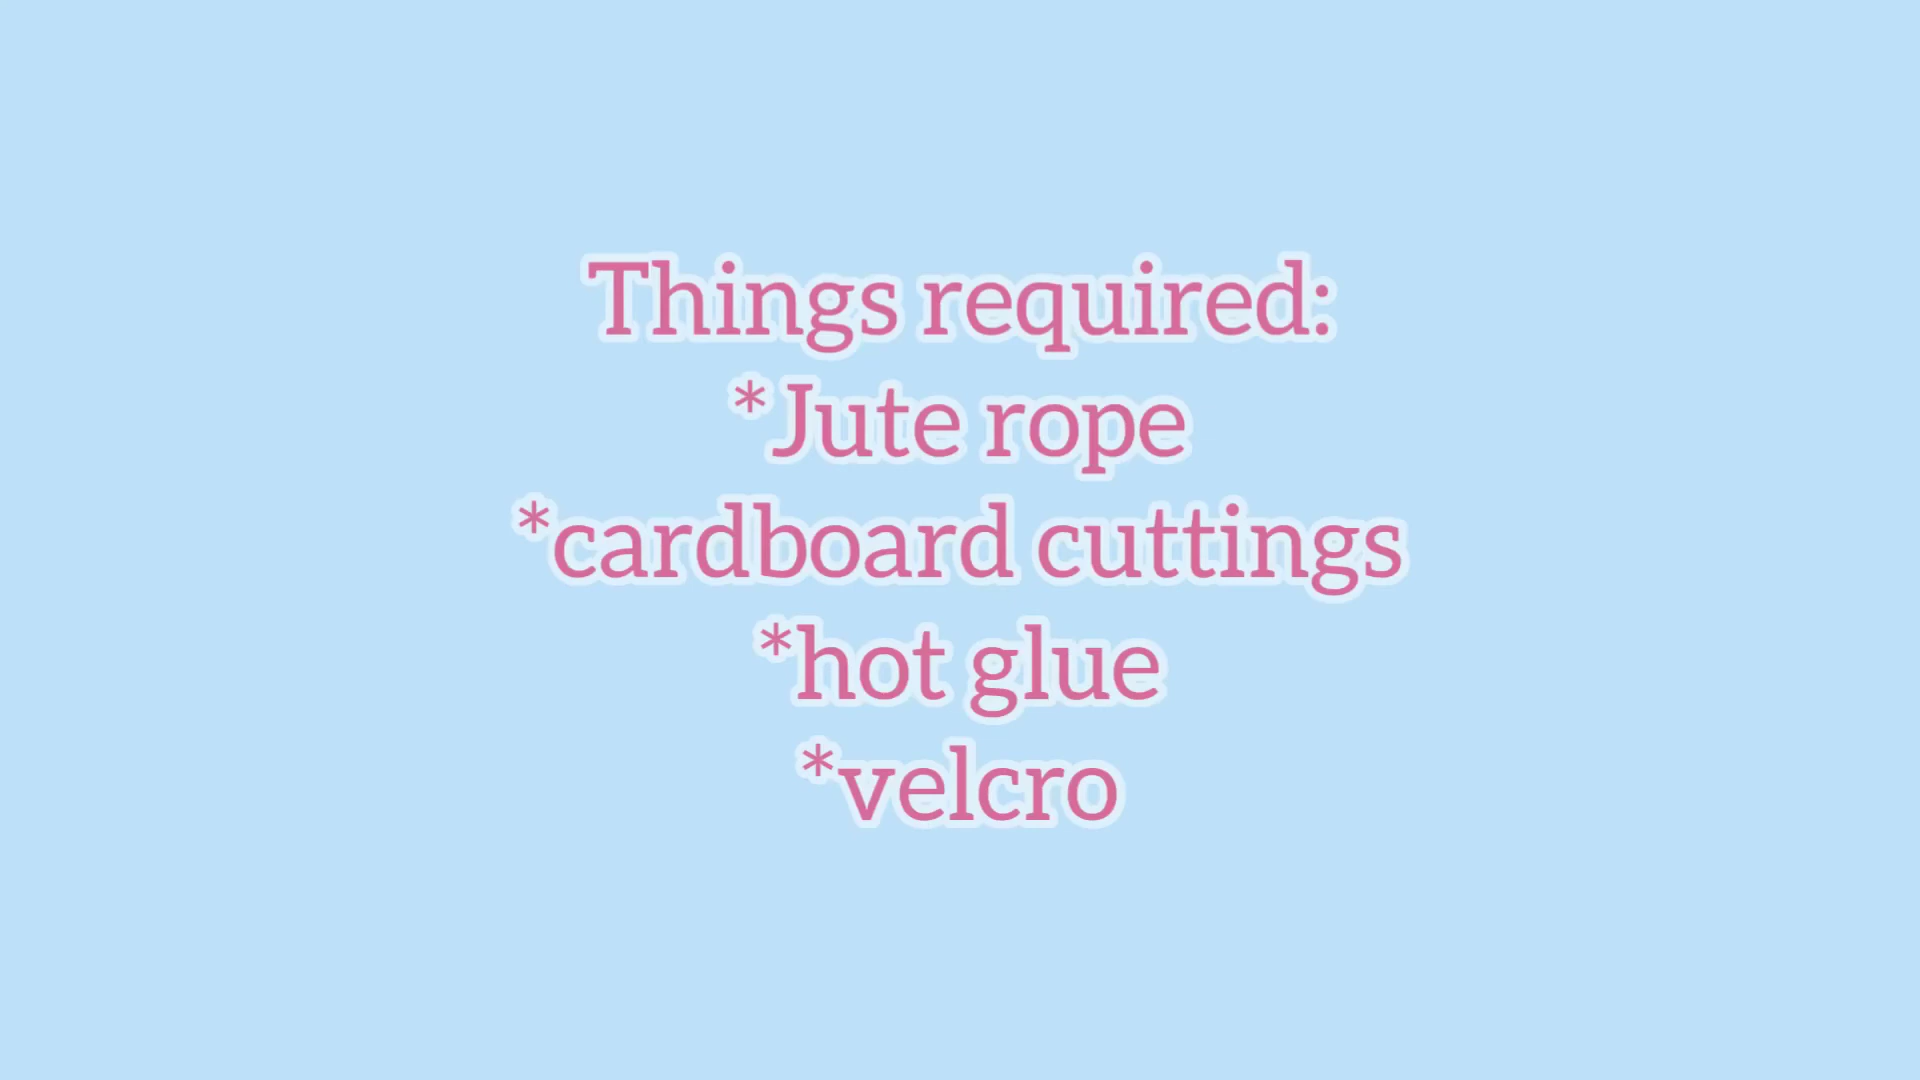 Things required:
*Jute rope
*cardboard cuttings
*hot glue
*velcro